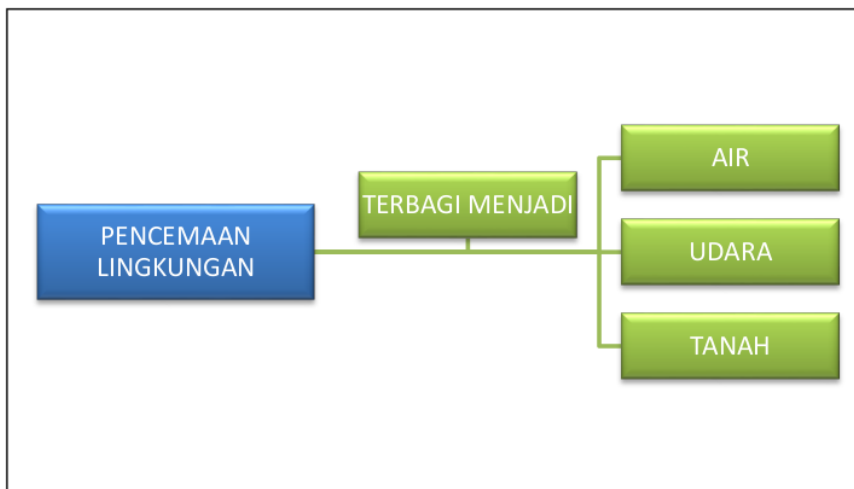 PENCEMAAN
LINGKUNGAN
TERBAGI MENJADI
AIR
UDARA
TANAH